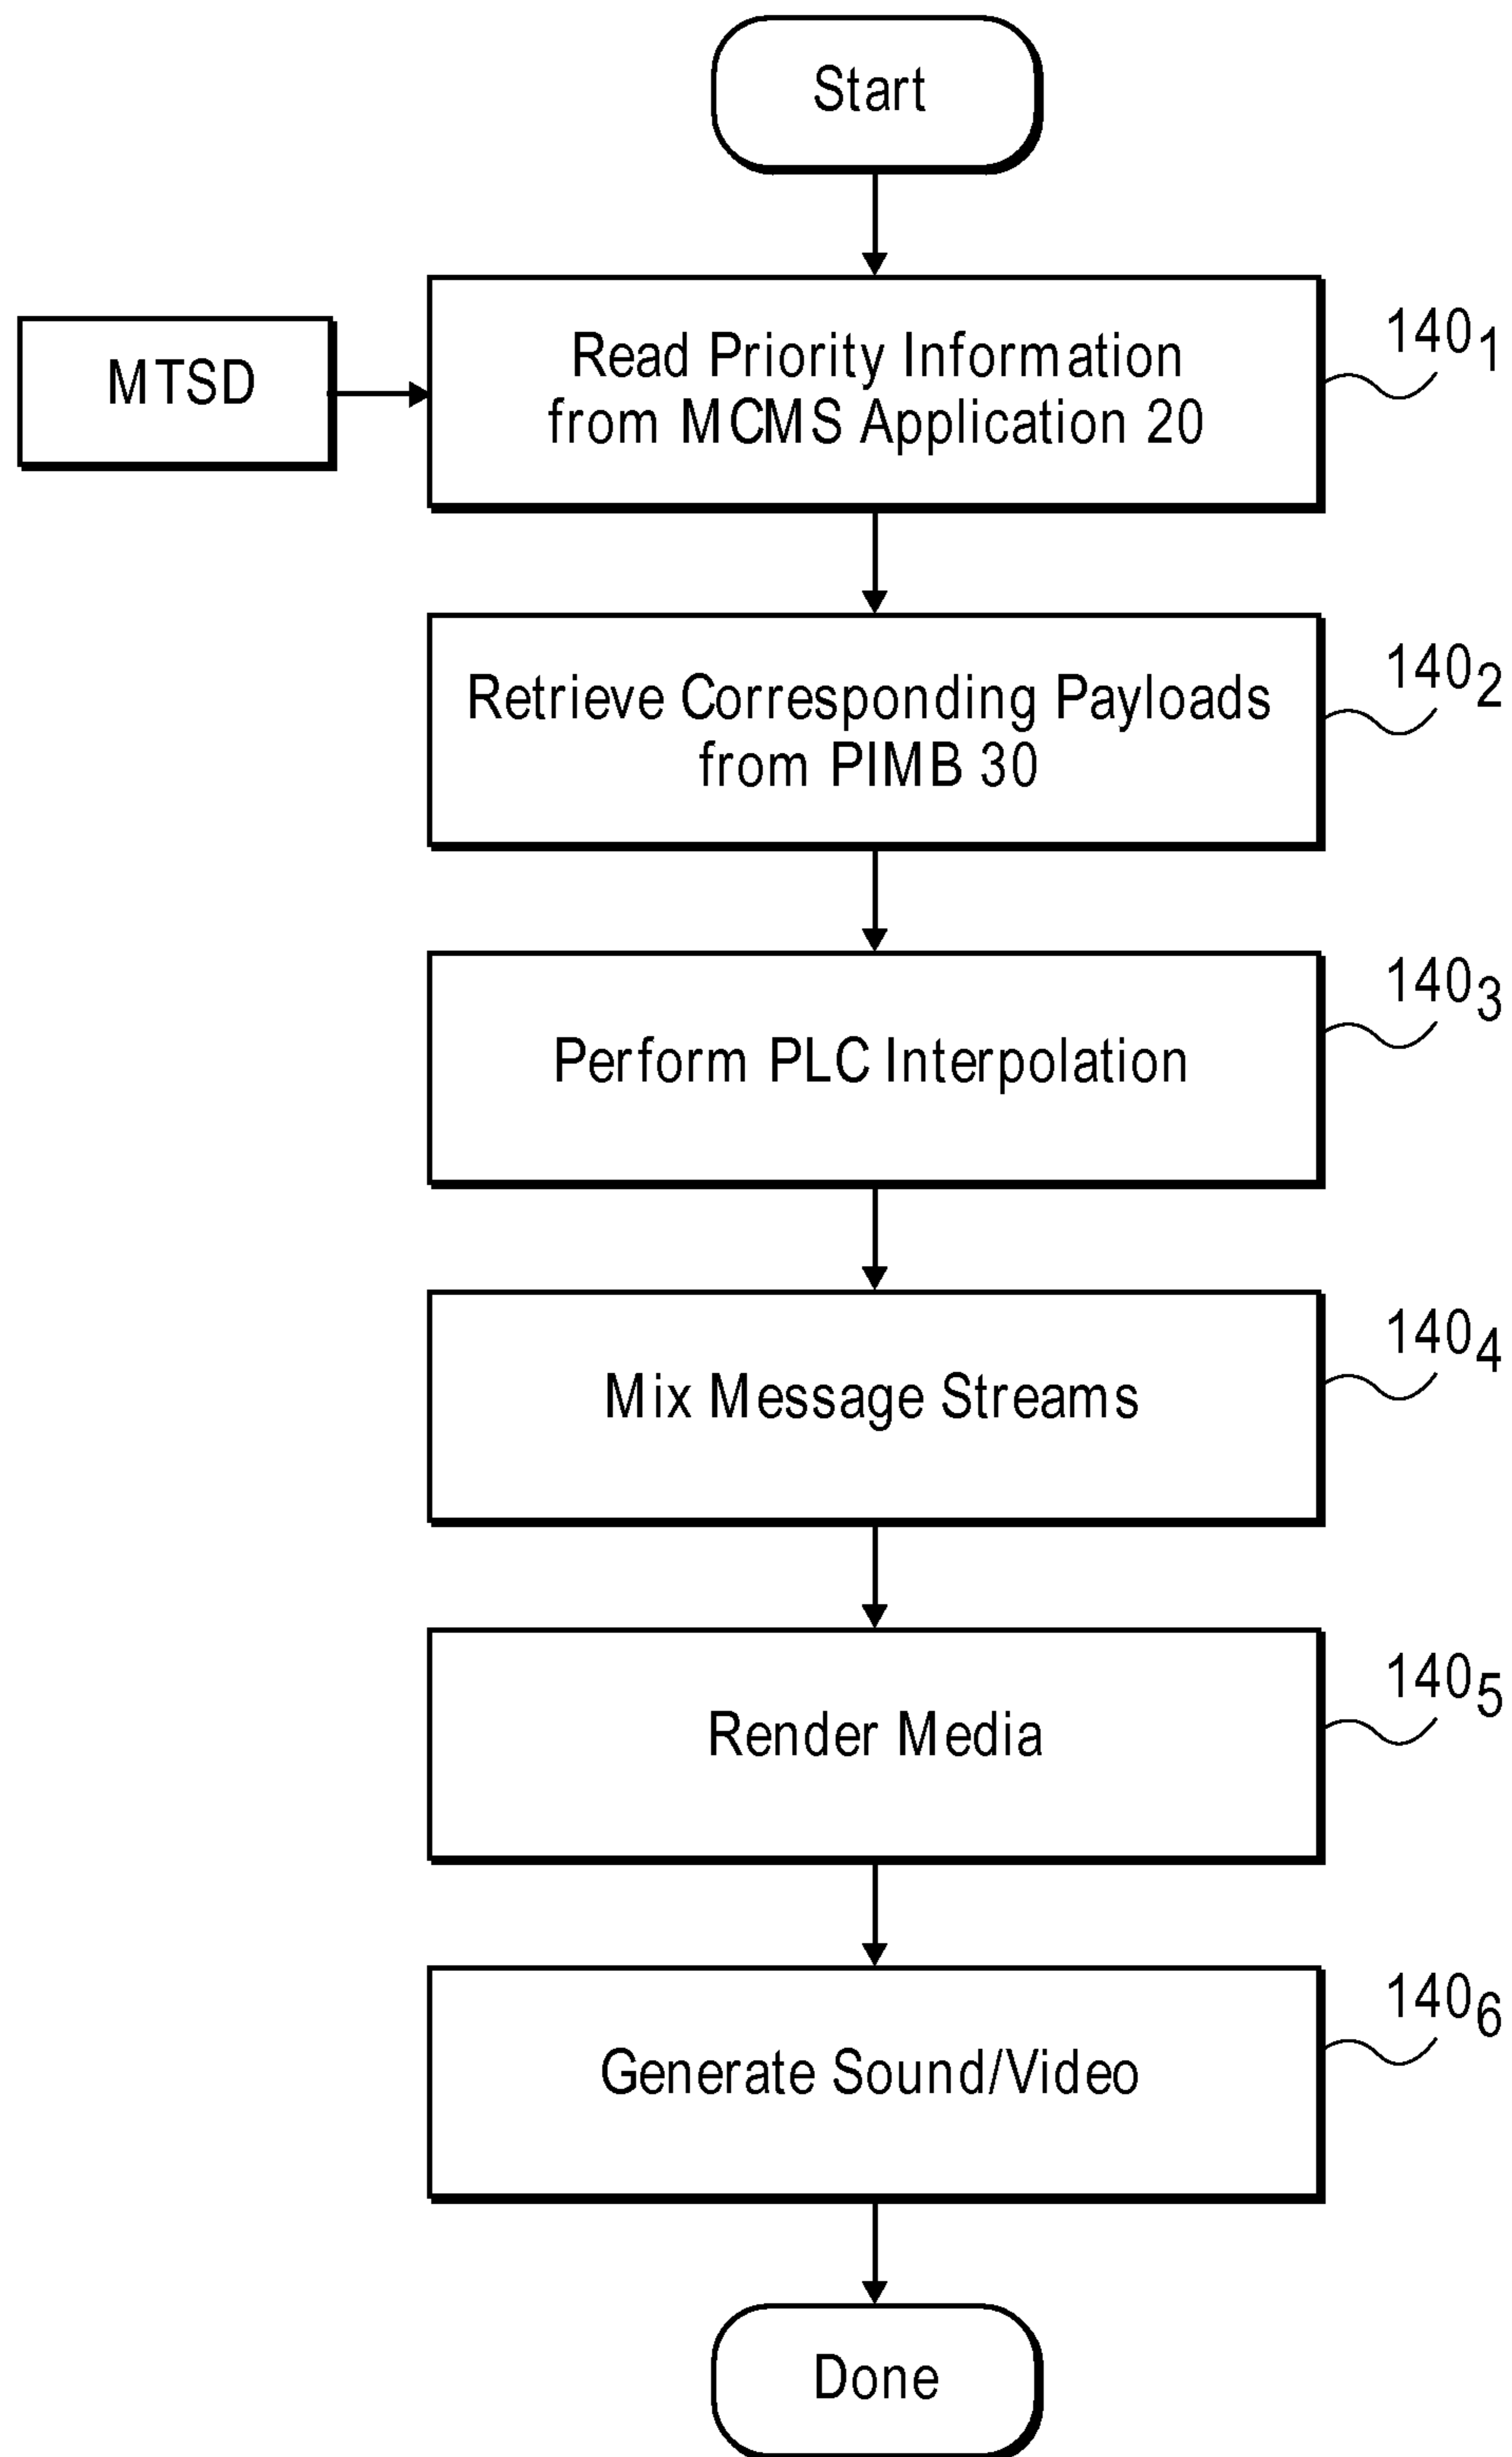 Start
MTSD
Read Priority Information
from MCMS Application 20
140₁
Retrieve Corresponding Payloads
from PIMB 30
140₂
Perform PLC Interpolation
140₃
Mix Message Streams
140₄
Render Media
140₅
Generate Sound/Video
140₆
Done